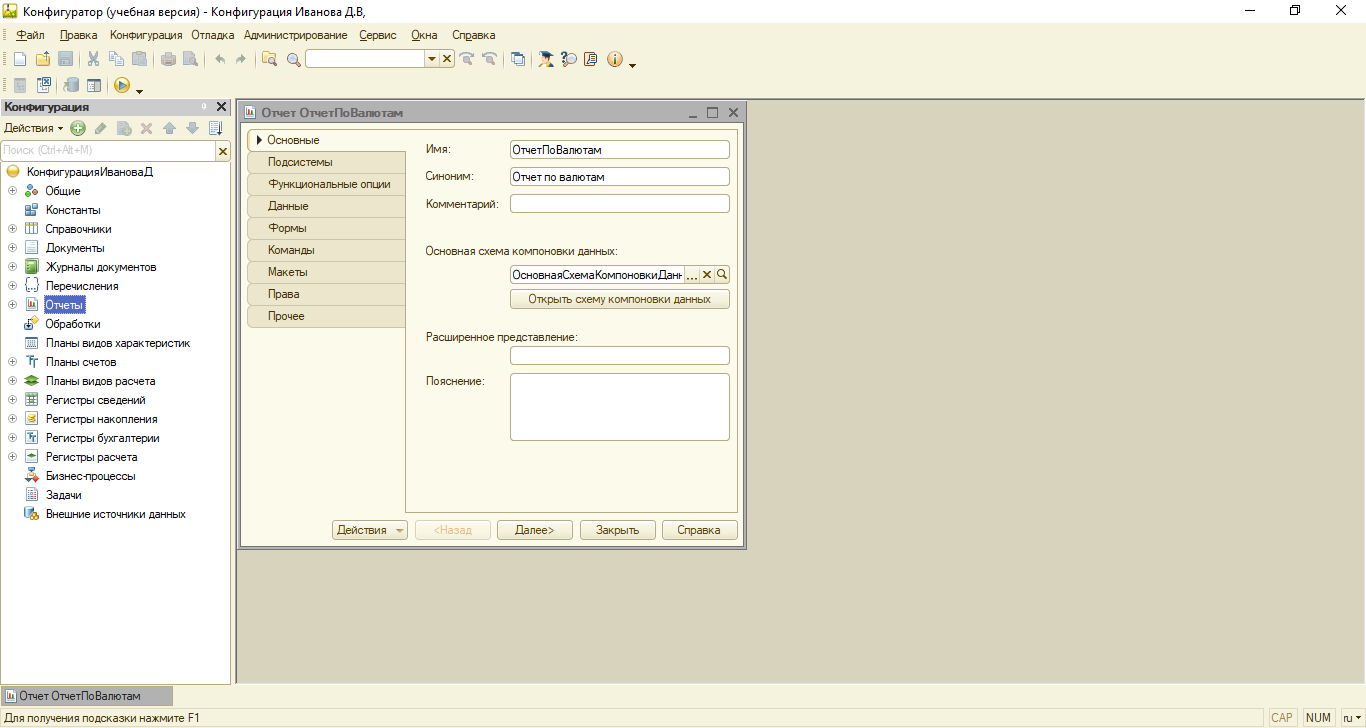 Конфигуратор (учебная версия) - Конфигурация Иванова Д.В,
Файл Правка Конфигурация Отладка Администрирование Сервис Окна Справка
Конфигурация
Действия
Поиск (Ctrl+Alt+M)
КонфигурацияИвановаД
Общие
Константы
Справочники
Документы
Журналы документов
Перечисления
Отчеты
Обработки
Планы видов характеристик
Планы счетов
Планы видов расчета
Регистры сведений
Регистры накопления
Регистры бухгалтерии
Регистры расчета
Бизнес-процессы
Задачи
Внешние источники данных
Отчет ОтчетПоВалютам
Основные
Подсистемы
Функциональные опции
Данные
Формы
Команды
Макеты
Права
Прочее
Имя: ОтчетПоВалютам
Синоним: Отчет по валютам
Комментарий:
Основная схема компоновки данных:
ОсновнаяСхемаКомпоновкиДанн ...
Открыть схему компоновки данных
Расширенное представление:
Пояснение:
Действия <Назад Далее> Закрыть Справка
Отчет ОтчетПоВалютам
Для получения подсказки нажмите F1 CAP NUM ru